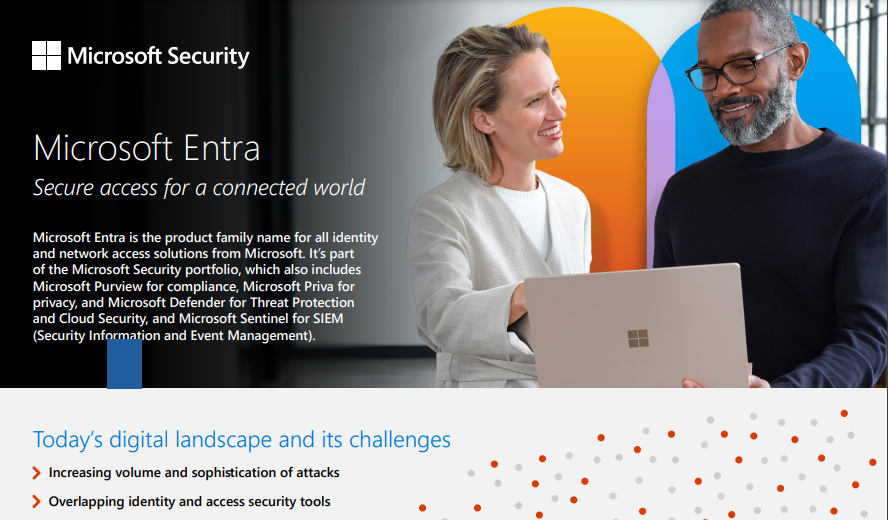 Microsoft Security
Microsoft Entra
Secure access for a connected world
Microsoft Entra is the product family name for all identity
and network access solutions from Microsoft. It's part
of the Microsoft Security portfolio, which also includes
Microsoft Purview for compliance, Microsoft Priva for
privacy, and Microsoft Defender for Threat Protection
and Cloud Security, and Microsoft Sentinel for SIEM
(Security Information and Event Management).
Today's digital landscape and its challenges
Increasing volume and sophistication of attacks
Overlapping identity and access security tools